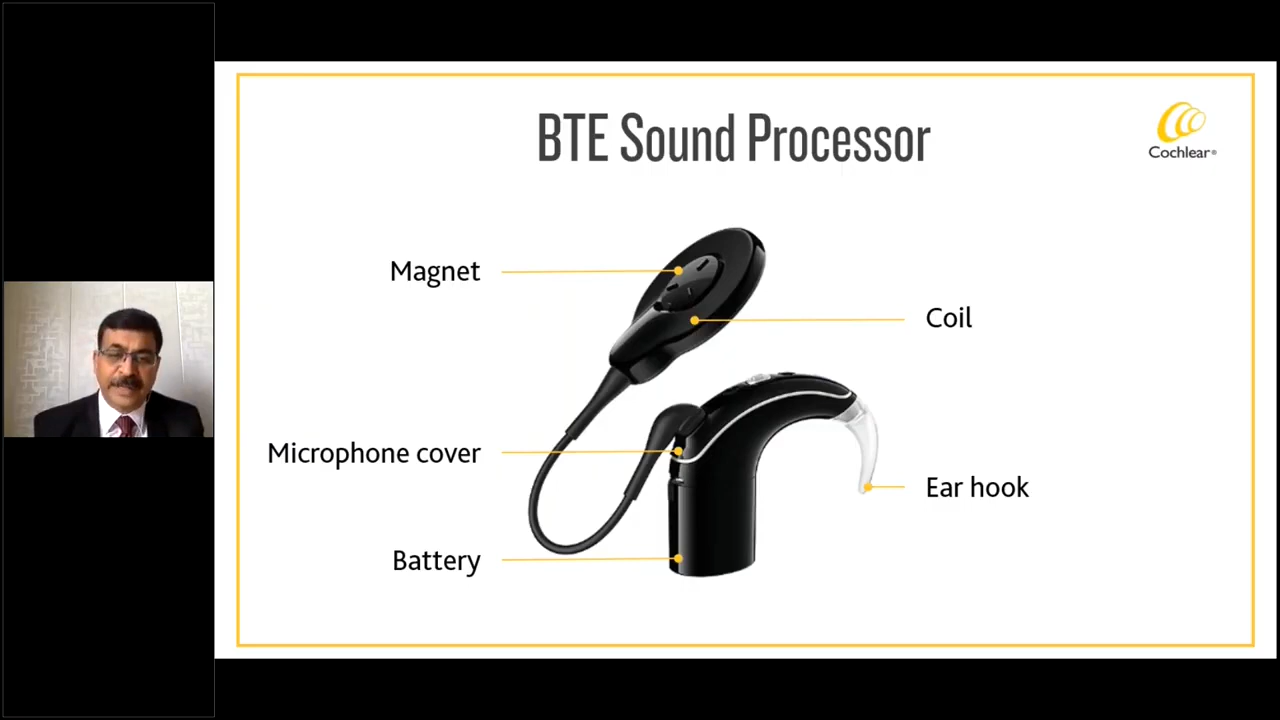 BTE Sound Processor
Cochlear®
Magnet
Coil
Microphone cover
Ear hook
Battery